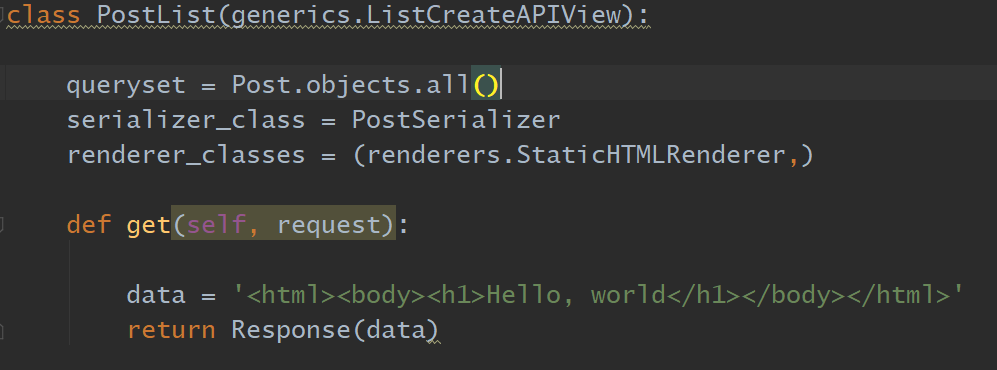 class PostList(generics.ListCreateAPIView):
queryset = Post.objects.all()
serializer_class = PostSerializer
renderer_classes = (renderers.StaticHTMLRenderer,)
def get(self, request):
data = '<html><body><h1>Hello, world</h1></body></html>'
return Response(data)